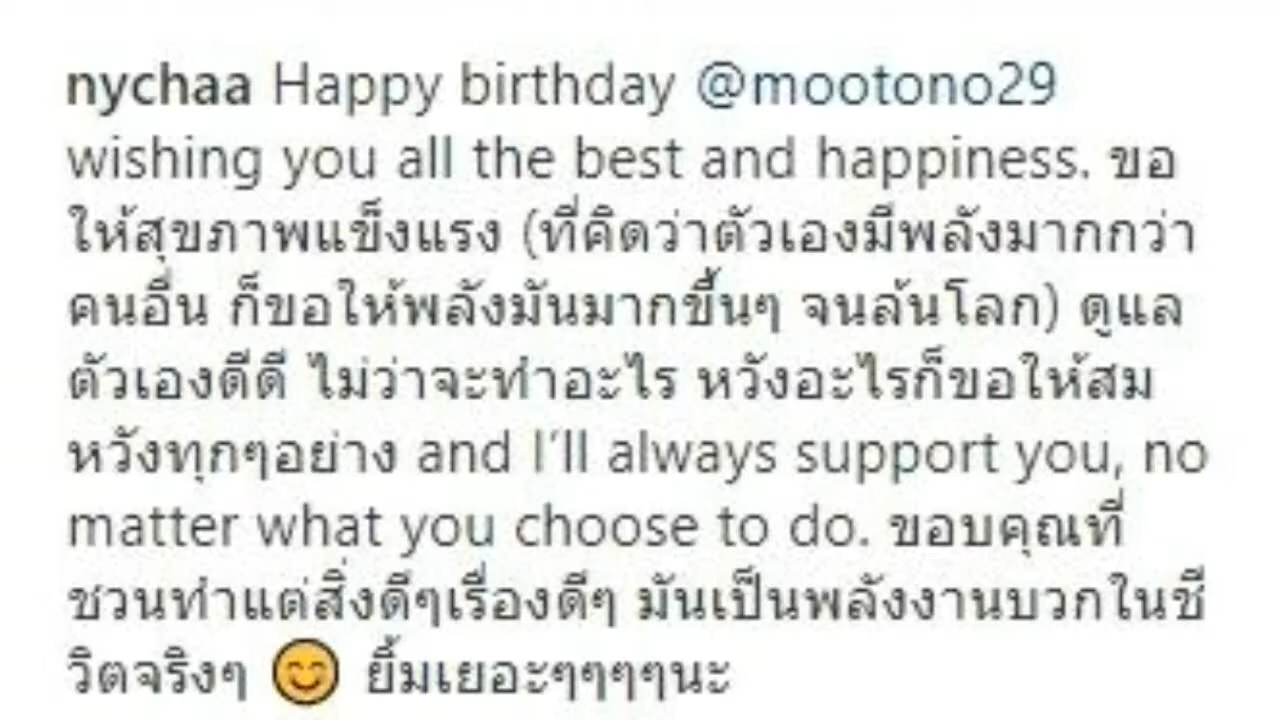 nychaa Happy birthday @mootono29
wishing you all the best and happiness. ขอ
ให้สุขภาพแข็งแรง (ที่คิดว่าตัวเองมีพลังมากกว่า
คนอื่น ก็ขอให้พลังมันมากขึ้นๆ จนล้นโลก) ดูแล
ตัวเองดีดี ไม่ว่าจะทำอะไร หวังอะไรก็ขอให้สม
หวังทุกๆอย่าง and I'll always support you, no
matter what you choose to do. ขอบคุณที่
ชวนทำแต่สิ่งดีๆเรื่องดีๆ มันเป็นพลังงานบวกในชี
วิตจริงๆ 😊 ยิ้มเยอะๆๆๆๆนะ